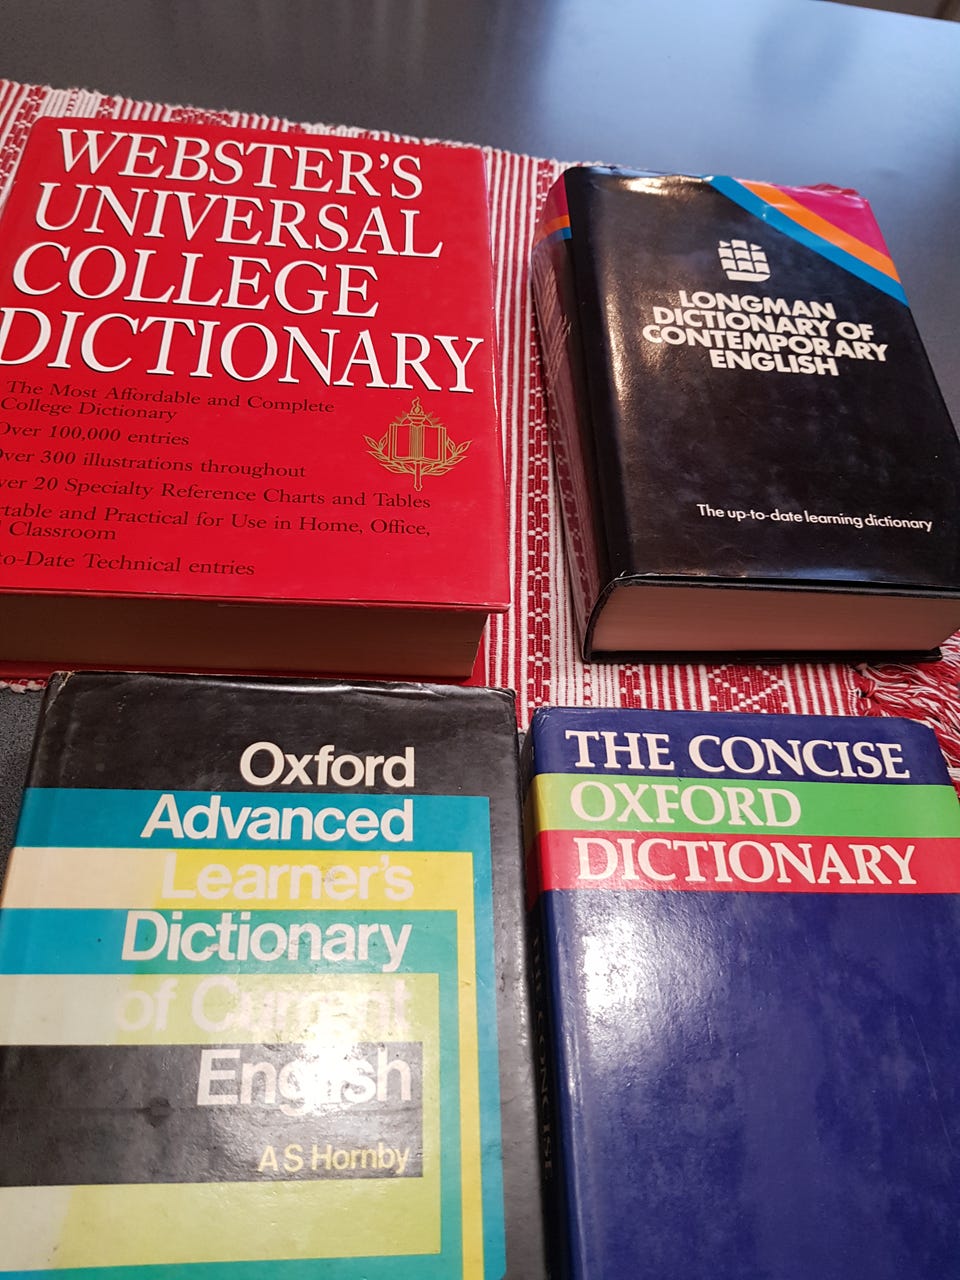 WEBSTER'S
UNIVERSAL
COLLEGE
DICTIONARY
The Most Affordable and Complete
College Dictionary
Over 100,000 entries
Over 300 illustrations throughout
20 Specialty Reference Charts and Tables
and Practical for Use in Home, Office,
Classroom
to-Date Technical entries
LONGMAN
DICTIONARY OF
CONTEMPORARY
ENGLISH
The up-to-date learning dictionary
Oxford
Advanced
Learner's
Dictionary
of Current
English
A S Hornby
THE CONCISE
OXFORD
DICTIONARY
CONCISE